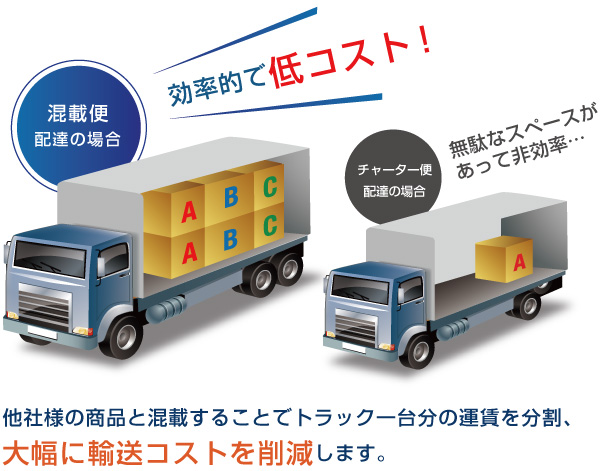 効率的で低コスト!
混載便
配達の場合
無駄なスペースが
あって非効率…
チャーター便
配達の場合
A B C
A B C
A
他社様の商品と混載することでトラック一台分の運賃を分割、
大幅に輸送コストを削減します。